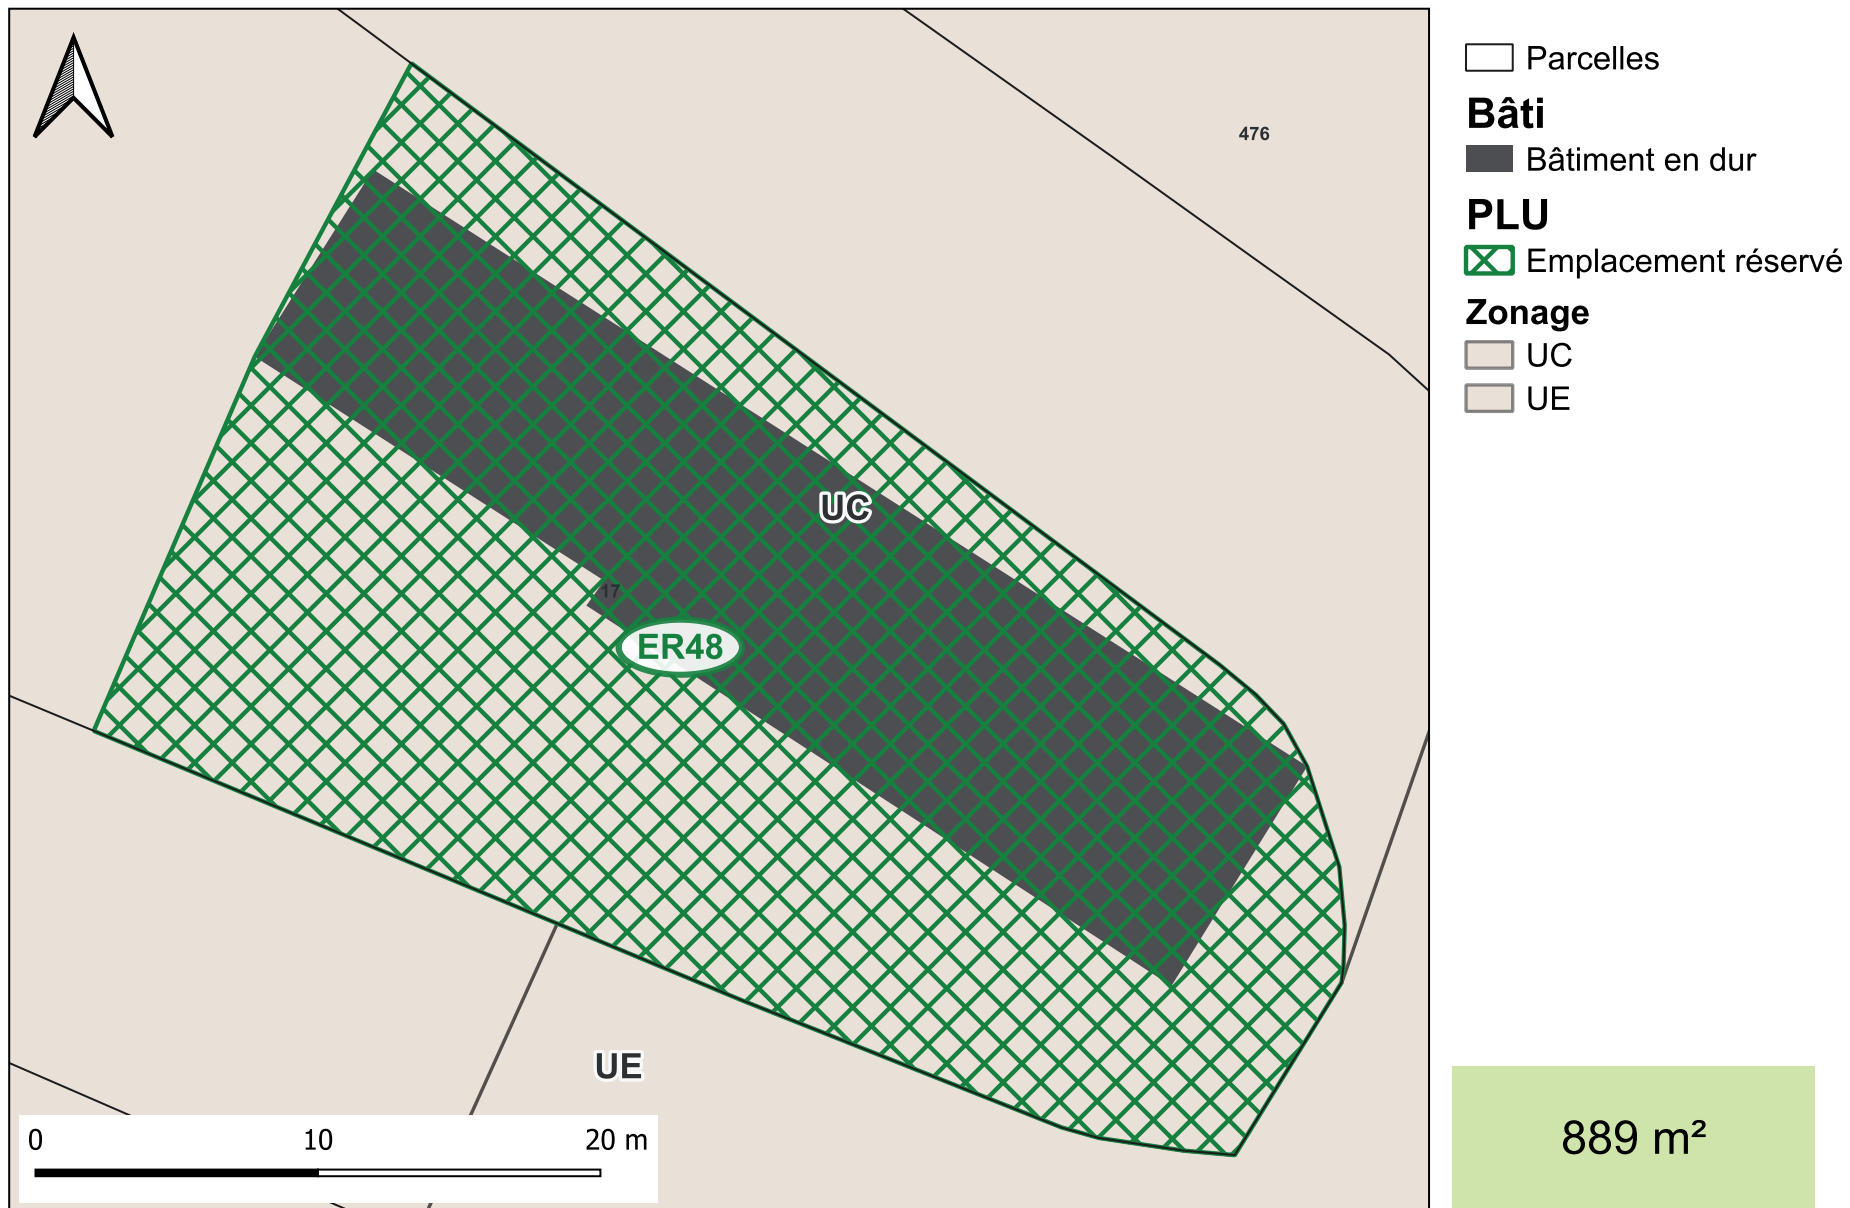 476
UC
17
ER48
UE
0 10 20 m
Parcelles
Bâti
Bâtiment en dur
PLU
Emplacement réservé
Zonage
UC
UE
889 m²